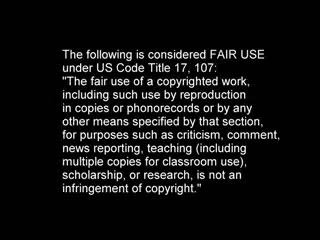 The following is considered FAIR USE
under US Code Title 17, 107:
"The fair use of a copyrighted work,
including such use by reproduction
in copies or phonorecords or by any
other means specified by that section,
for purposes such as criticism, comment,
news reporting, teaching (including
multiple copies for classroom use),
scholarship, or research, is not an
infringement of copyright."